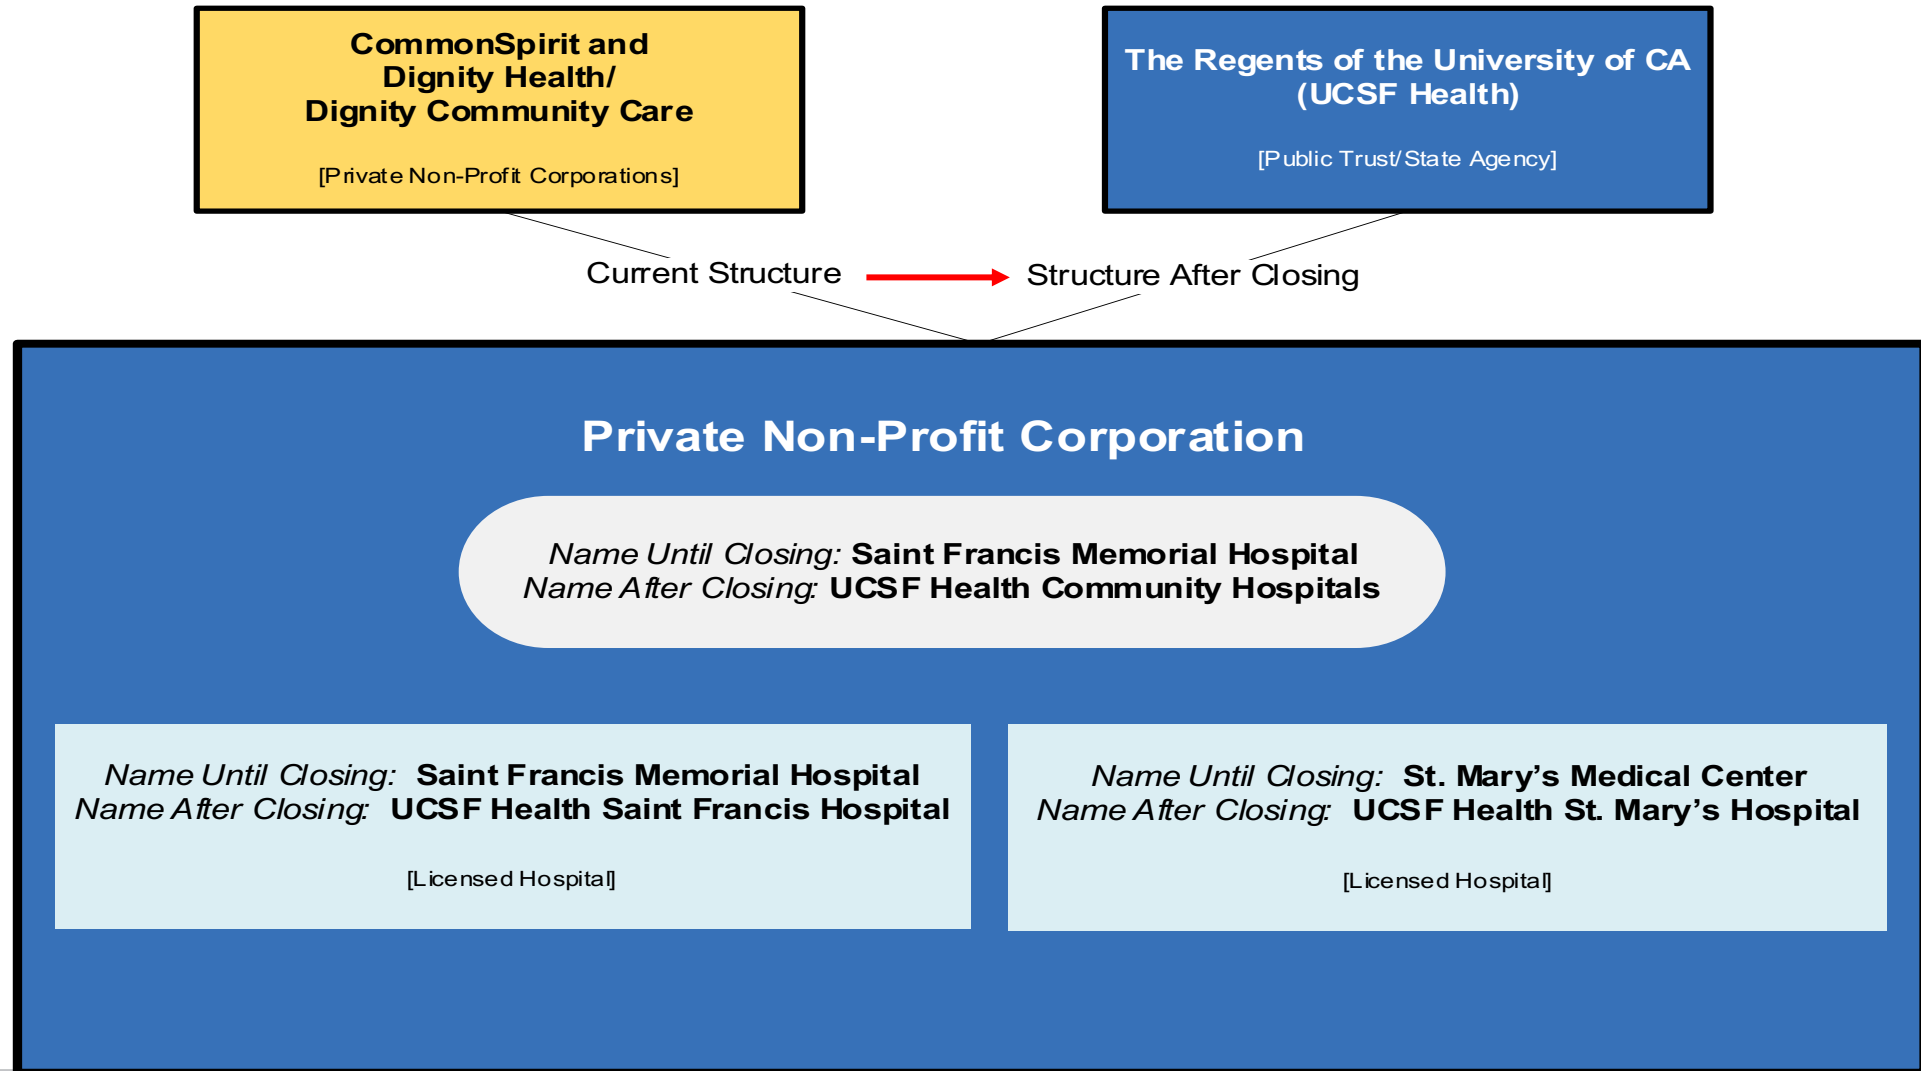 CommonSpirit and
Dignity Health/
Dignity Community Care
[Private Non-Profit Corporations]
The Regents of the University of CA
(UCSF Health)
[Public Trust/State Agency]
Current Structure
Structure After Closing
Private Non-Profit Corporation
Name Until Closing: Saint Francis Memorial Hospital
Name After Closing: UCSF Health Community Hospitals
Name Until Closing: Saint Francis Memorial Hospital
Name After Closing: UCSF Health Saint Francis Hospital
[Licensed Hospital]
Name Until Closing: St. Mary’s Medical Center
Name After Closing: UCSF Health St. Mary’s Hospital
[Licensed Hospital]